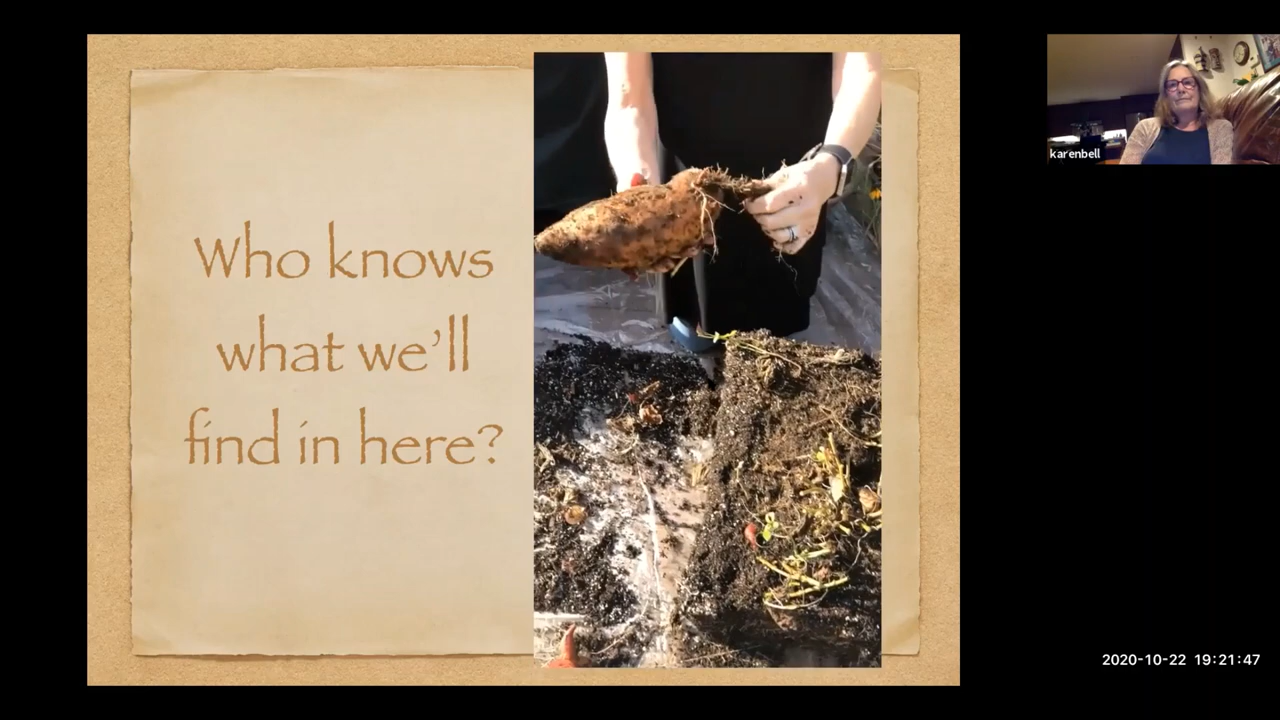 Who knows
what we'll
find in here?
karenbell
2020-10-22 19:21:47